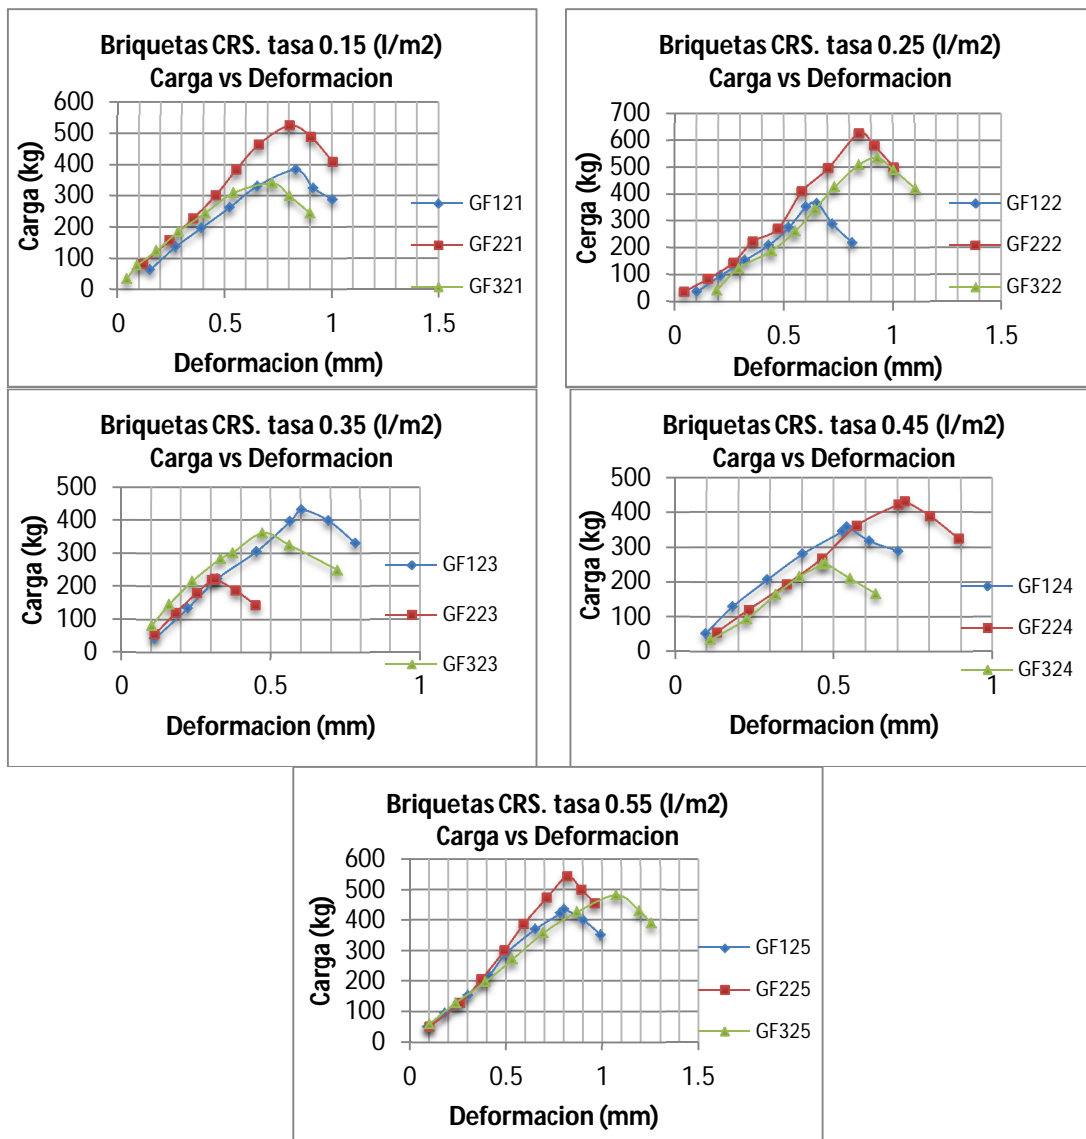 Briquetas CRS. tasa 0.15 (l/m2)
Carga vs Deformacion
Carga (kg)
600
500
400
300
200
100
0
0 0.5 1 1.5
Deformacion (mm)
GF121
GF221
GF321
Briquetas CRS. tasa 0.25 (l/m2)
Carga vs Deformacion
Cerga (kg)
700
600
500
400
300
200
100
0
0 0.5 1 1.5
Deformacion (mm)
GF122
GF222
GF322
Briquetas CRS. tasa 0.35 (l/m2)
Carga vs Deformacion
Carga (kg)
500
400
300
200
100
0
0 0.5 1
Deformacion (mm)
GF123
GF223
GF323
Briquetas CRS. tasa 0.45 (l/m2)
Carga vs Deformacion
Carga (kg)
500
400
300
200
100
0
0 0.5 1
Deformacion (mm)
GF124
GF224
GF324
Briquetas CRS. tasa 0.55 (l/m2)
Carga vs Deformacion
Carga (kg)
600
500
400
300
200
100
0
0 0.5 1 1.5
Deformacion (mm)
GF125
GF225
GF325